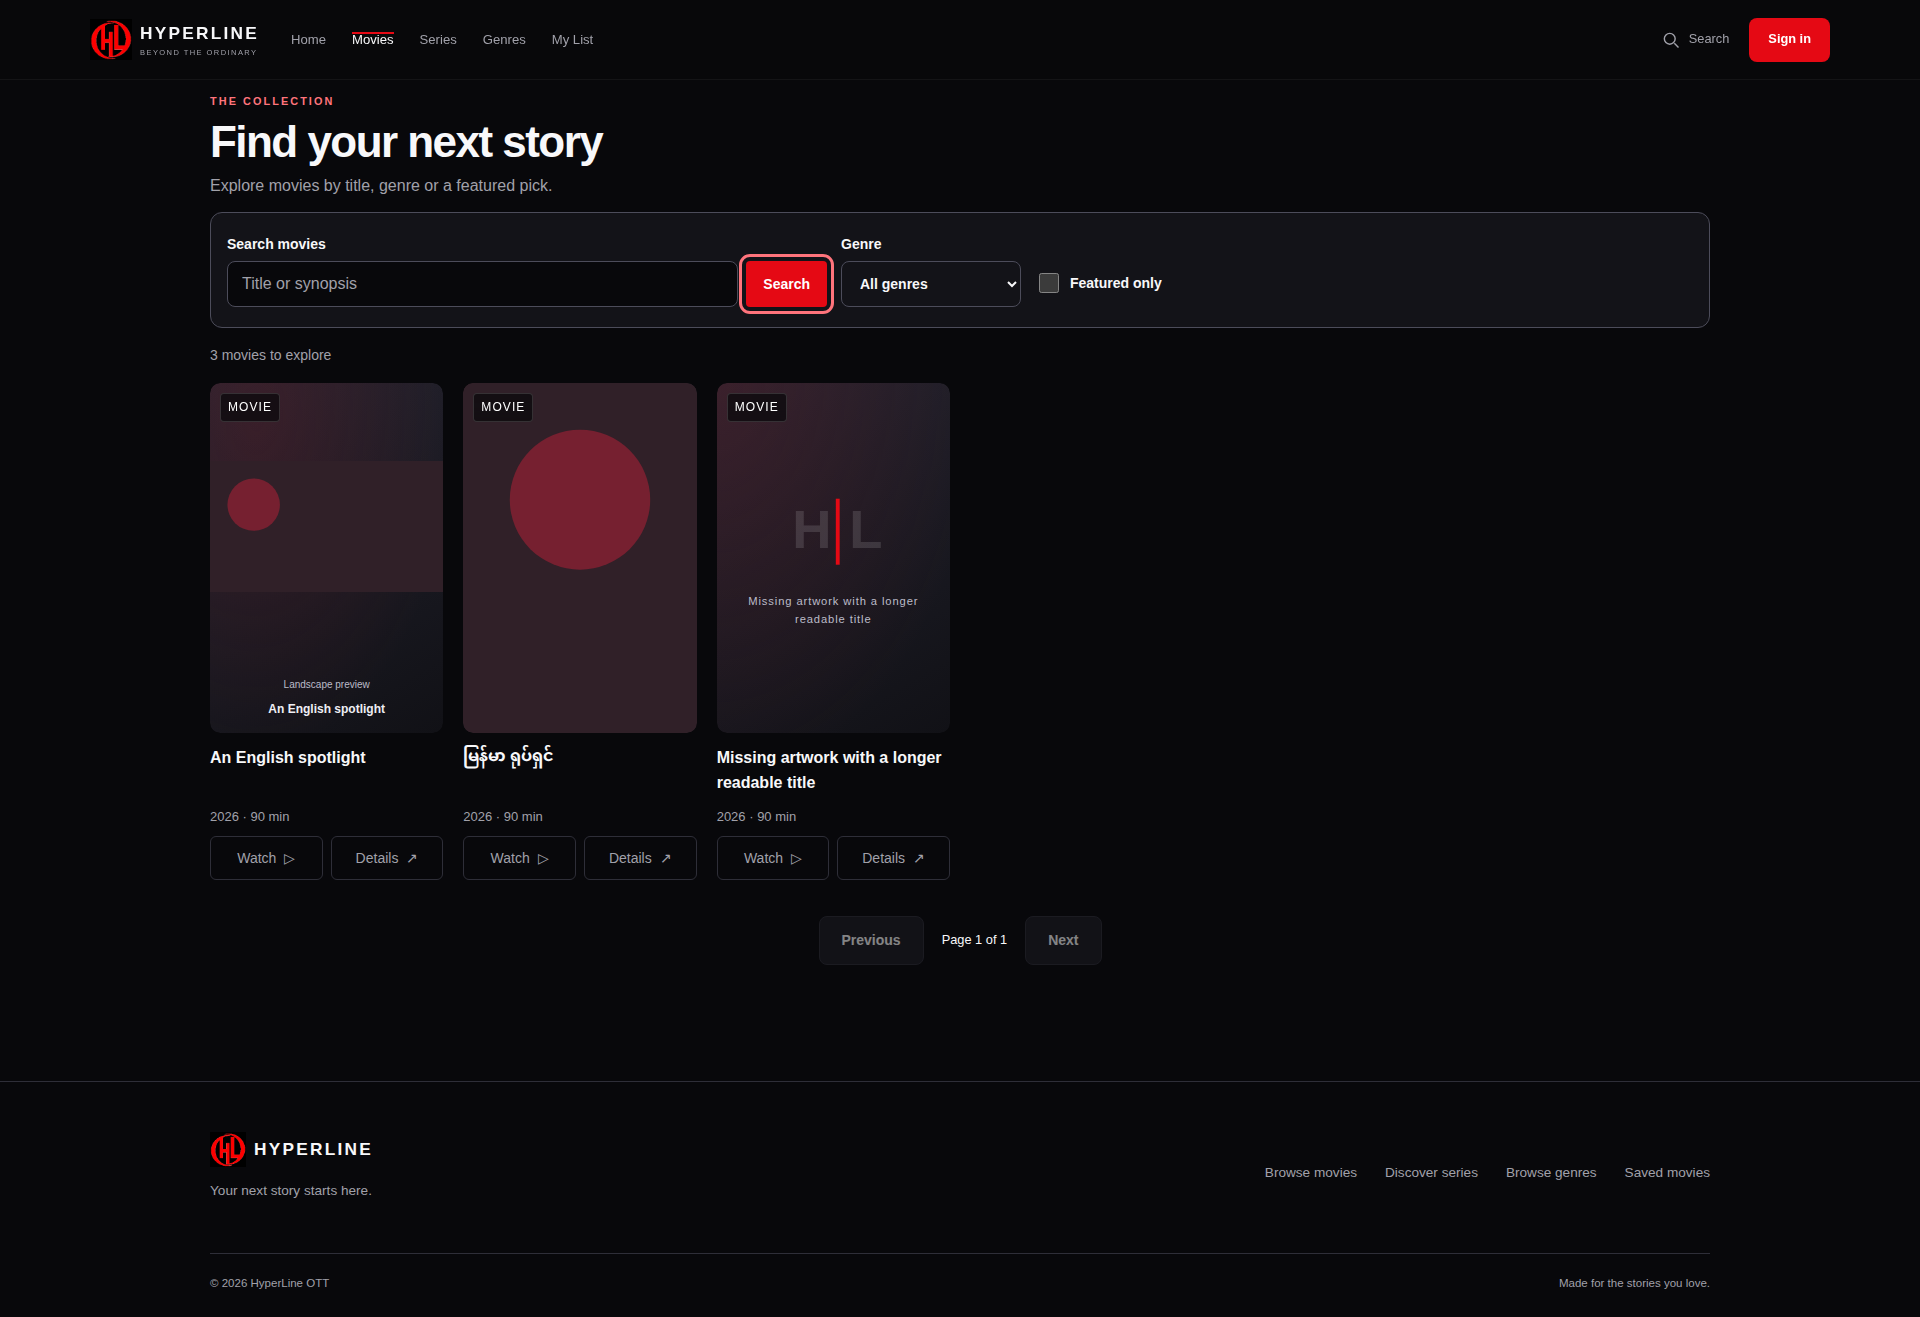 HYPERLINE
BEYOND THE ORDINARY
Home
Movies
Series
Genres
My List
Search
Sign in
THE COLLECTION
Find your next story
Explore movies by title, genre or a featured pick.
Search movies
Genre
Title or synopsis
Search
All genres
Featured only
3 movies to explore
MOVIE
MOVIE
MOVIE
H L
Missing artwork with a longer
readable title
Landscape preview
An English spotlight
An English spotlight
မြန်မာ ရုပ်ရှင်
Missing artwork with a longer
readable title
2026 · 90 min
2026 · 90 min
2026 · 90 min
Watch ▷
Details ↗
Watch ▷
Details ↗
Watch ▷
Details ↗
Previous
Page 1 of 1
Next
HYPERLINE
Your next story starts here.
Browse movies
Discover series
Browse genres
Saved movies
© 2026 HyperLine OTT
Made for the stories you love.